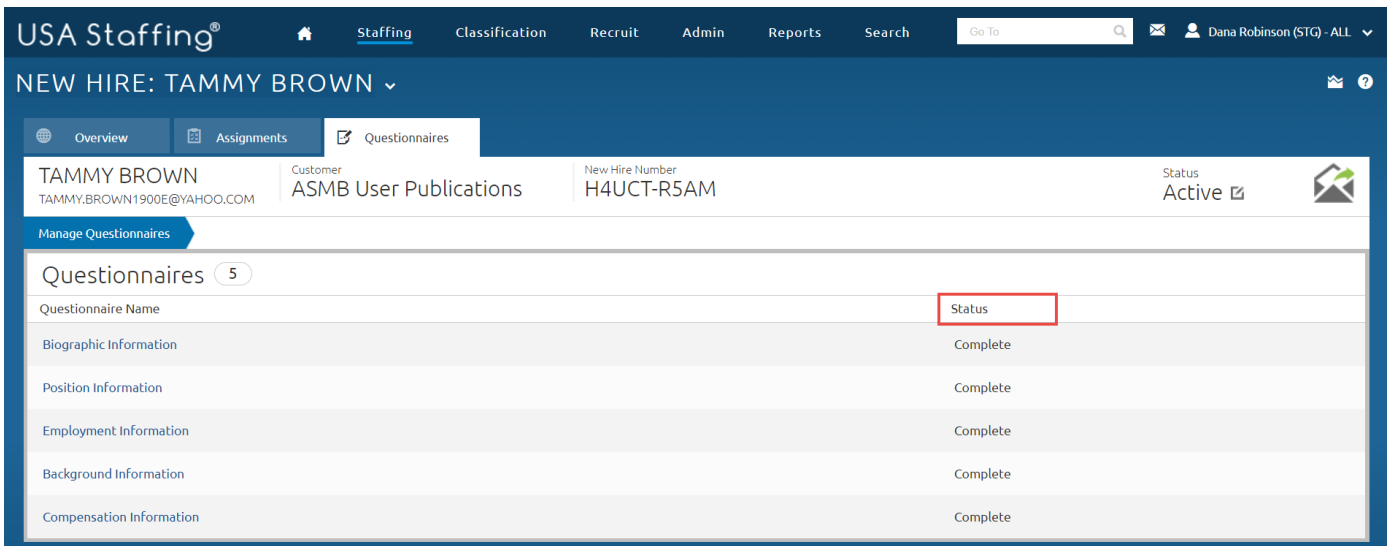 USA Staffing®
Staffing Classification Recruit Admin Reports Search Go To Dana Robinson (STG) - ALL
NEW HIRE: TAMMY BROWN
Overview Assignments Questionnaires
TAMMY BROWN
TAMMY.BROWN1900E@YAHOO.COM
Customer
ASMB User Publications
New Hire Number
H4UCT-R5AM
Status
Active
Manage Questionnaires
Questionnaires 5
Questionnaire Name Status
Biographic Information Complete
Position Information Complete
Employment Information Complete
Background Information Complete
Compensation Information Complete